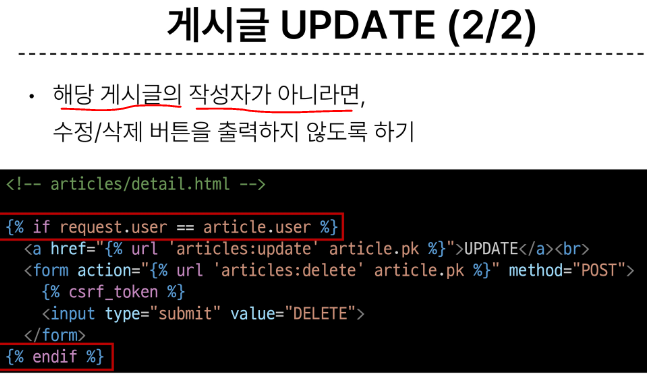 게시글 UPDATE (2/2)
• 해당 게시글의 작성자가 아니라면,
수정/삭제 버튼을 출력하지 않도록 하기
<!-- articles/detail.html -->
{% if request.user == article.user %}
<a href="{% url 'articles:update' article.pk %}">UPDATE</a><br>
<form action="{% url 'articles:delete' article.pk %}" method="POST">
{% csrf_token %}
<input type="submit" value="DELETE">
</form>
{% endif %}